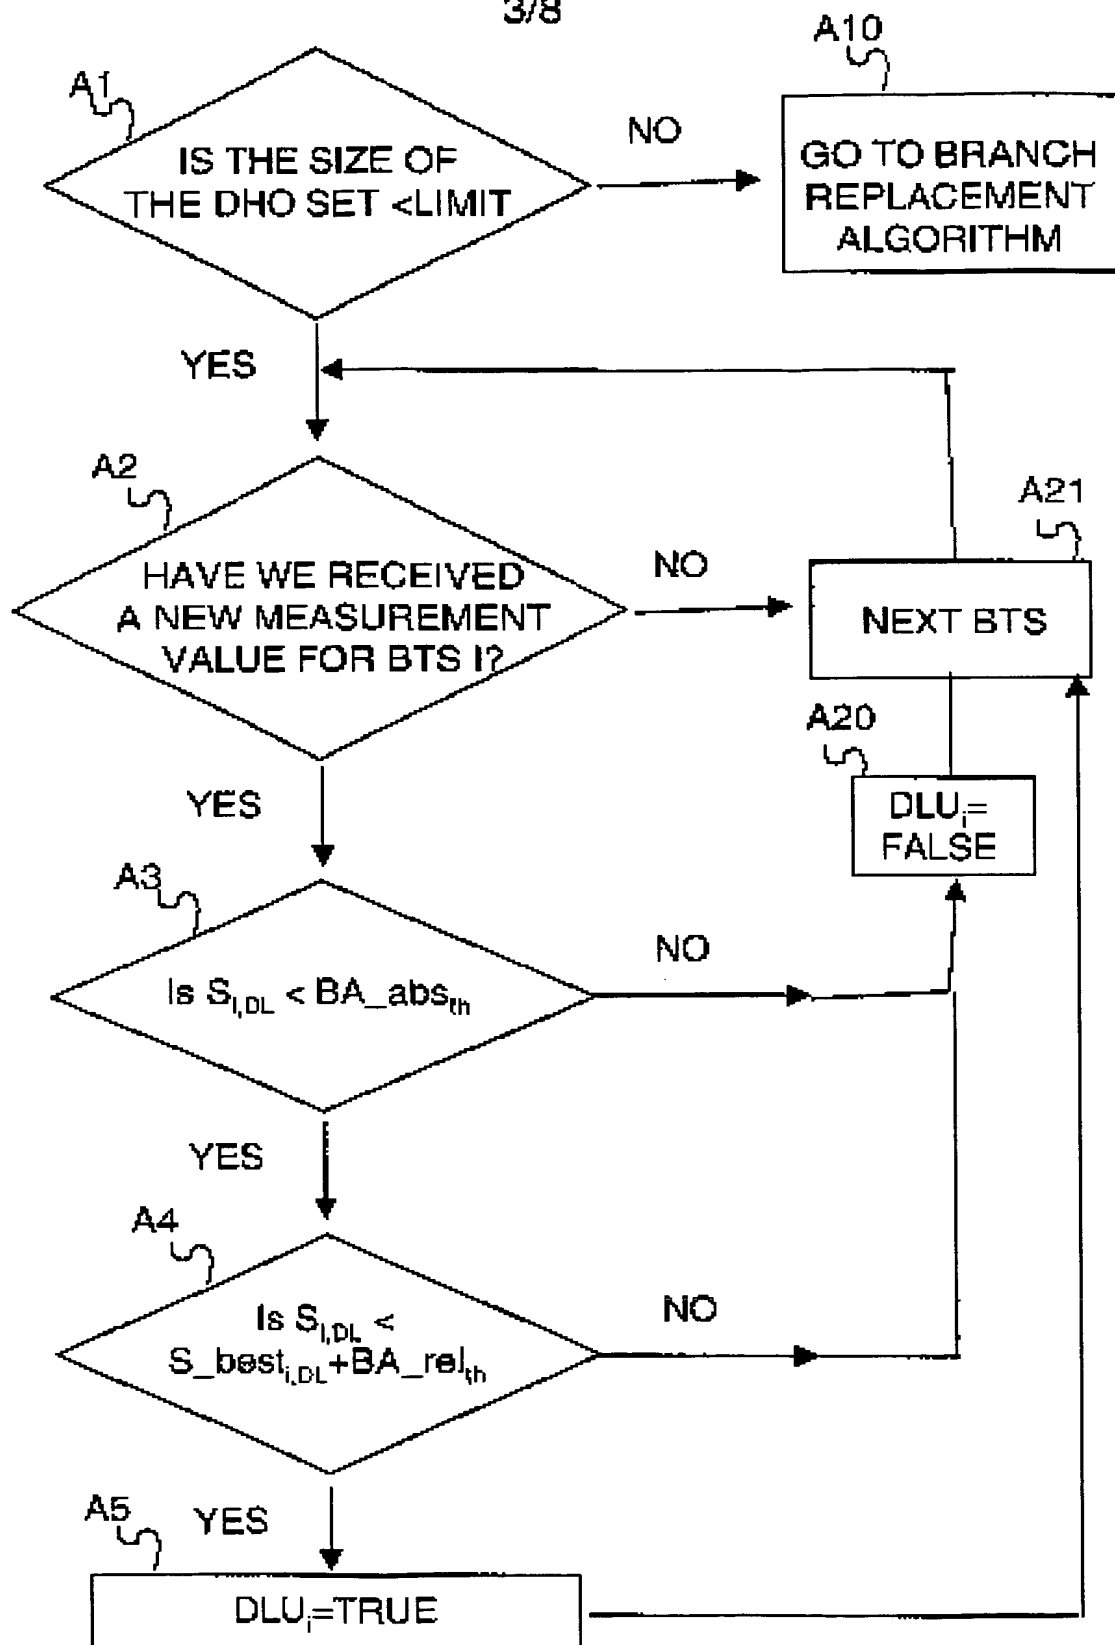 3/8
A1
IS THE SIZE OF
THE DHO SET <LIMIT
NO
A10
GO TO BRANCH
REPLACEMENT
ALGORITHM
YES
A2
HAVE WE RECEIVED
A NEW MEASUREMENT
VALUE FOR BTS I?
NO
A21
NEXT BTS
A20
DLUi=
FALSE
YES
A3
Is SI,DL < BA_absth
NO
YES
A4
Is SI,DL <
S_besti,DL+BA_relth
NO
YES
A5
DLUi=TRUE